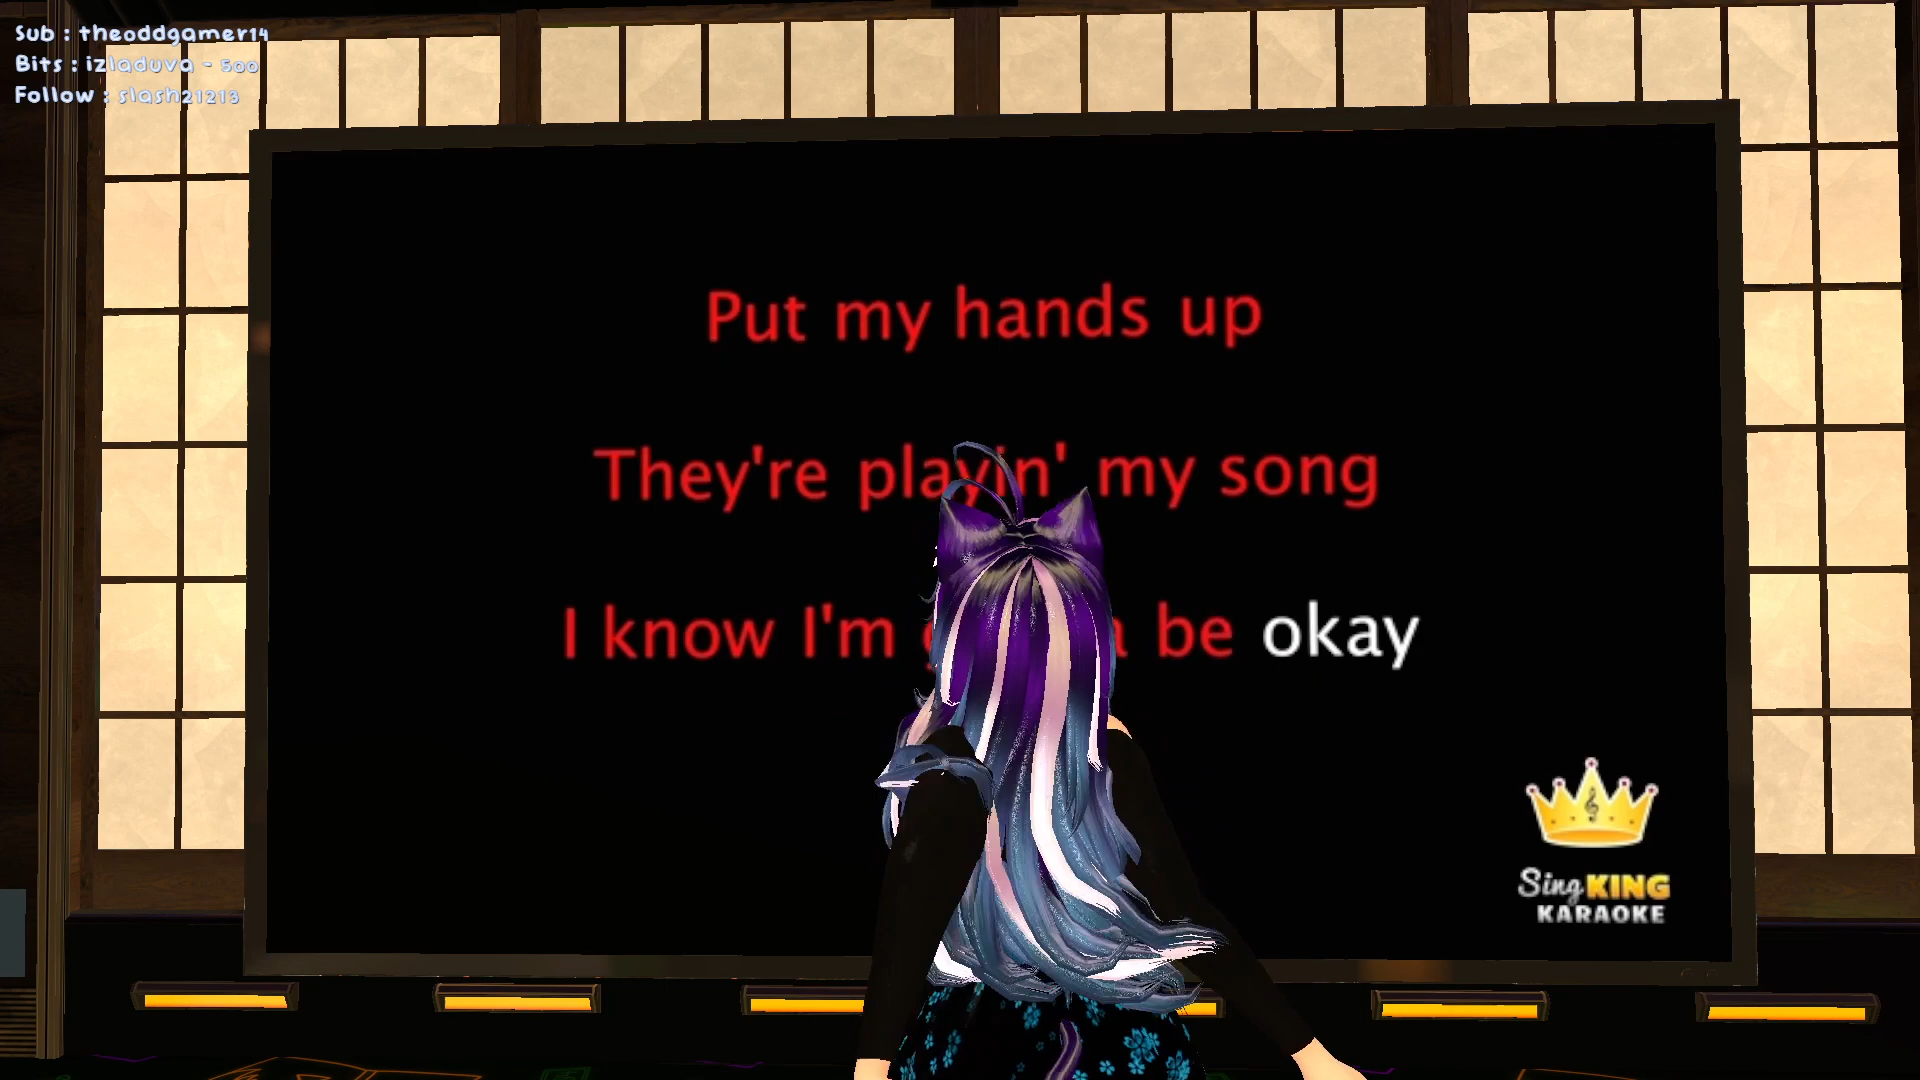 Sub : theoddgamer14
Bits : izladuva - 500
Follow : slash21213
Put my hands up
They're playin' my song
I know I'm be okay
Sing KING
KARAOKE